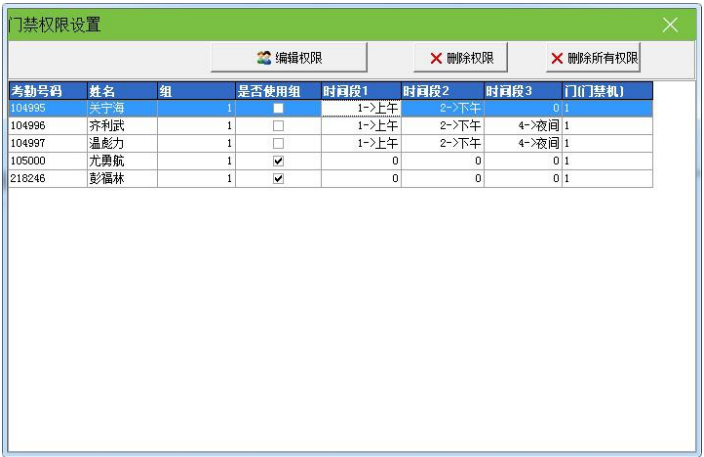 门禁权限设置
编辑权限 删除权限 删除所有权限
考勤号码 姓名 组 是否使用组 时间段1 时间段2 时间段3 门(门禁机)
104995 关宁海 1 1->上午 2->下午 0 1
104996 齐利武 1 1->上午 2->下午 4->夜间 1
104997 温彪力 1 1->上午 2->下午 4->夜间 1
105000 尤勇航 1 0 0 0 1
218246 彭福林 1 0 0 0 1